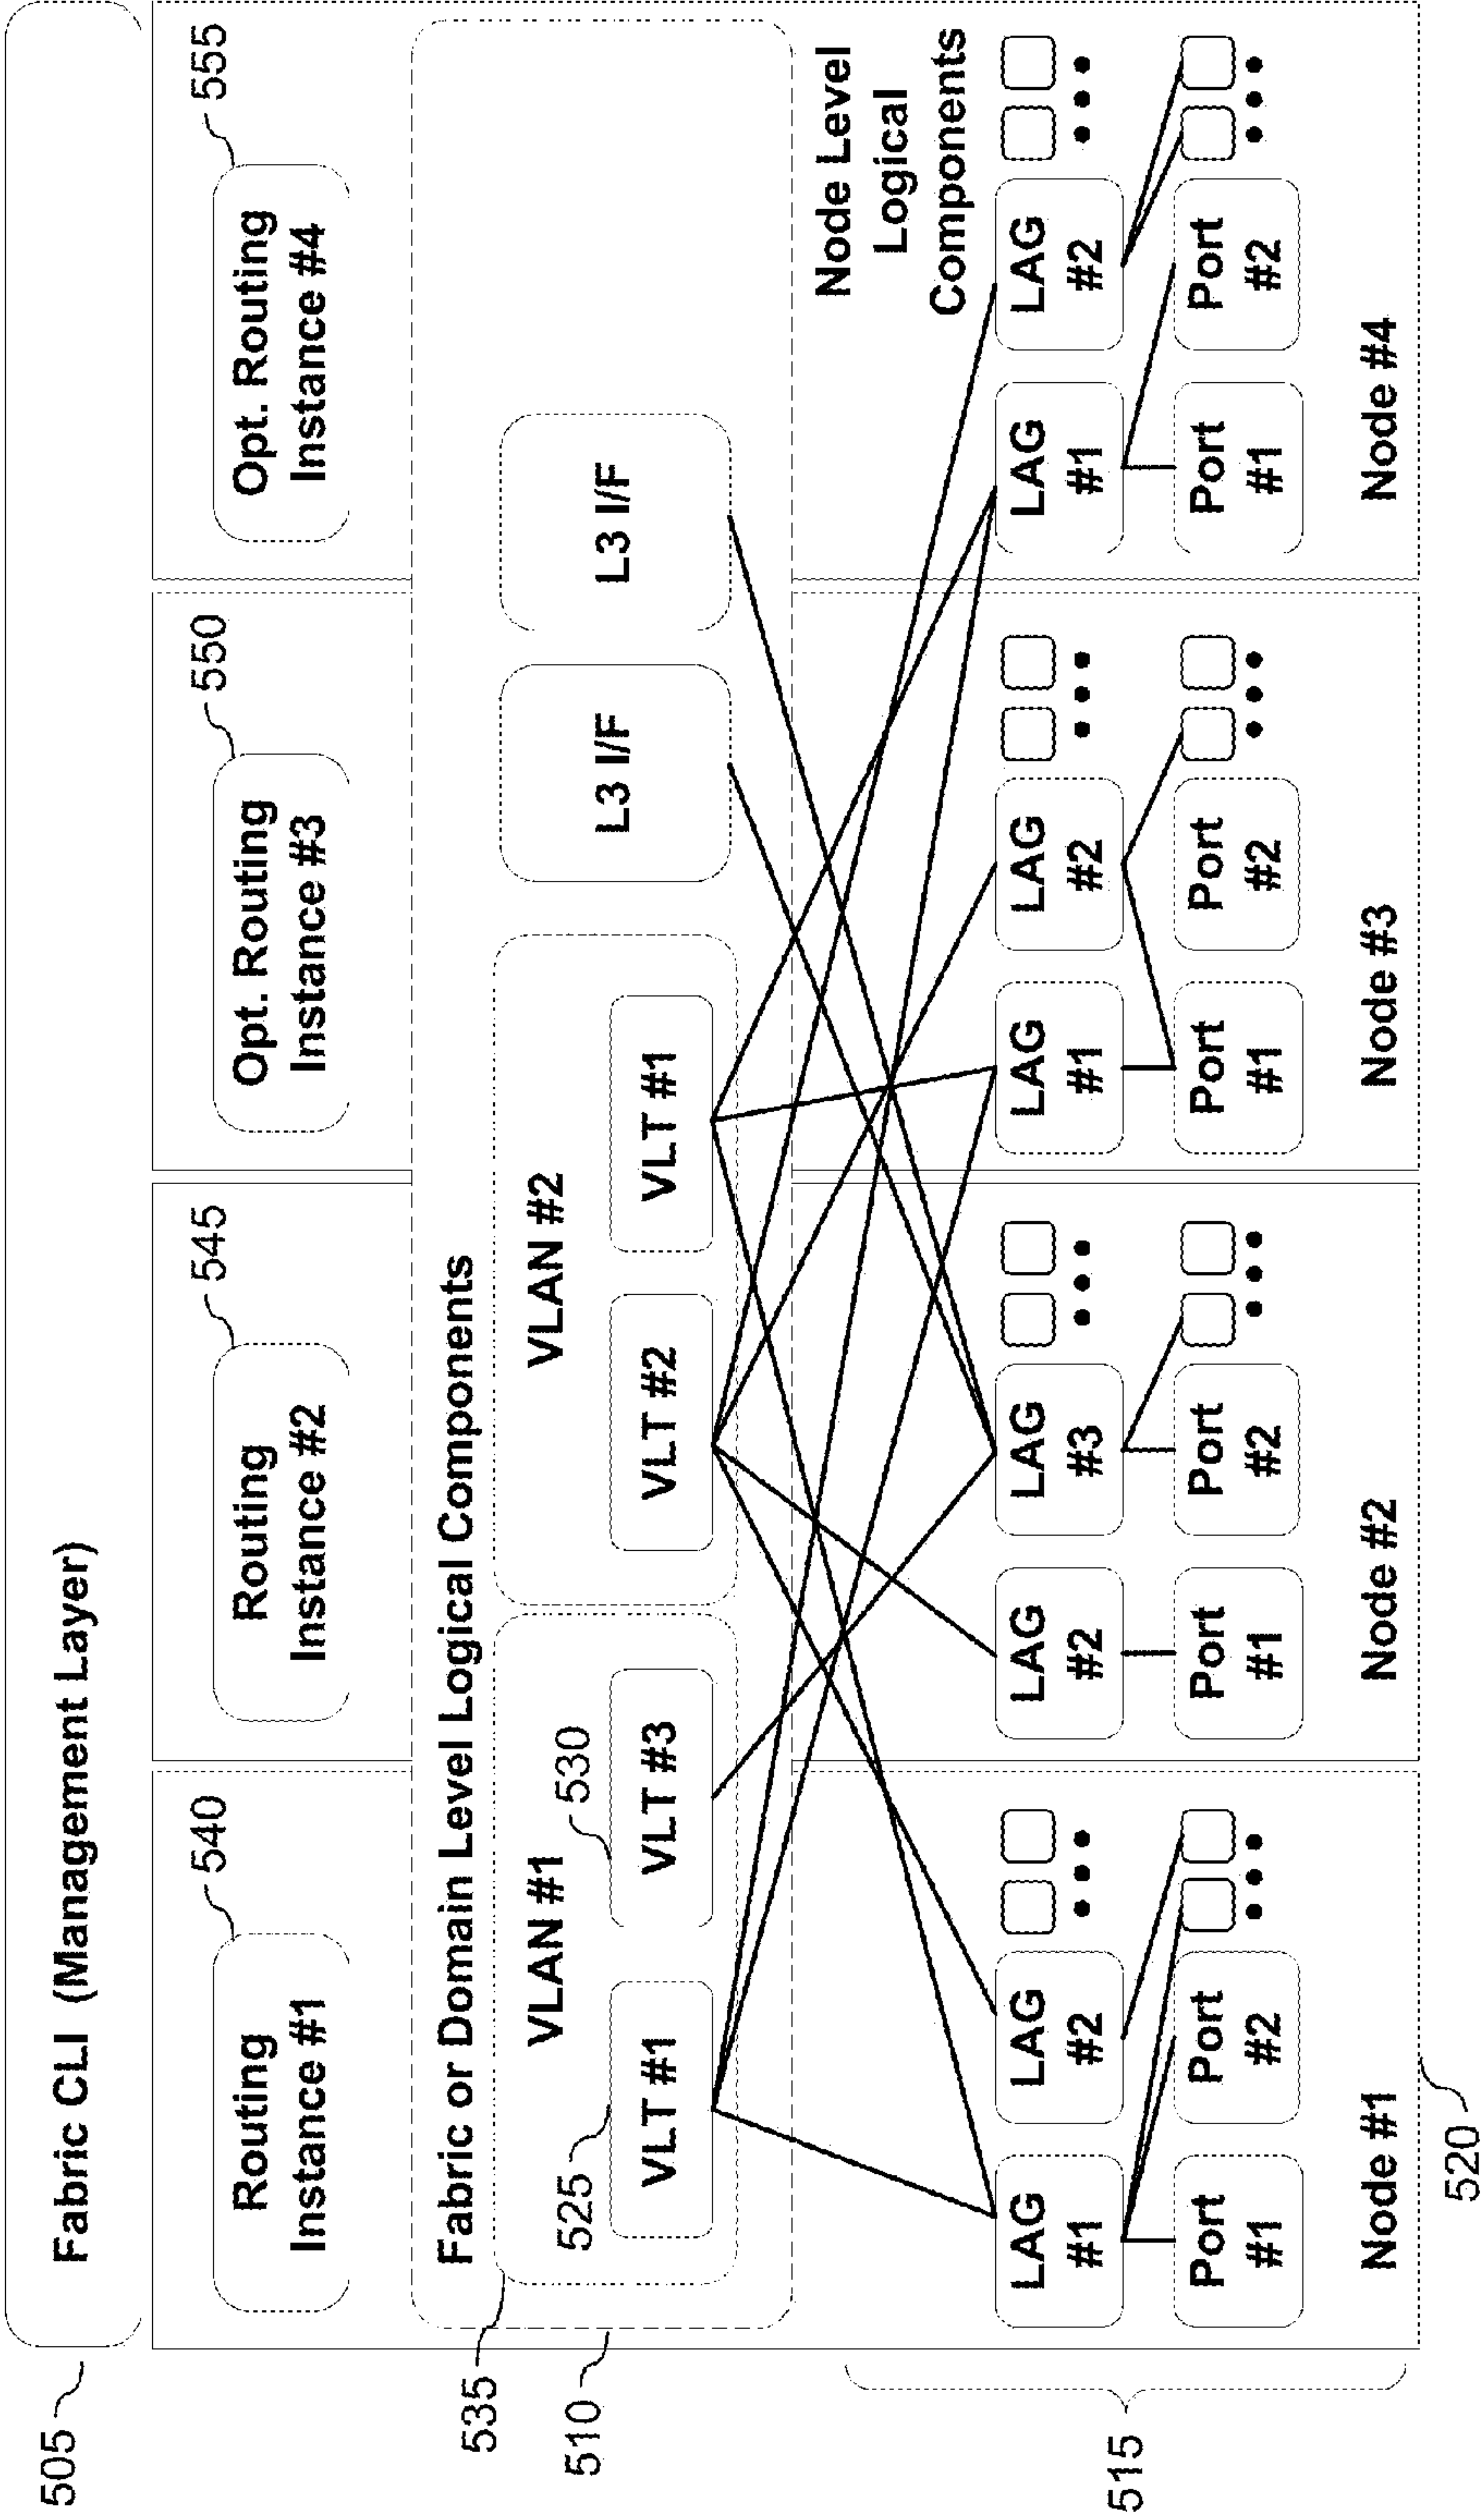 505
Fabric CLI (Management Layer)
540
545
550
555
Routing
Instance #1
Routing
Instance #2
Opt. Routing
Instance #3
Opt. Routing
Instance #4
535
510
Fabric or Domain Level Logical Components
VLAN #1
525
530
VLT #1
VLT #3
VLAN #2
VLT #2
VLT #1
L3 I/F
L3 I/F
Node Level
Logical
Components
515
LAG
#1
LAG
#2
LAG
#2
LAG
#3
LAG
#1
LAG
#2
LAG
#1
LAG
#2
Port
#1
Port
#2
Port
#1
Port
#2
Port
#1
Port
#2
Port
#1
Port
#2
Node #1
Node #2
Node #3
Node #4
520